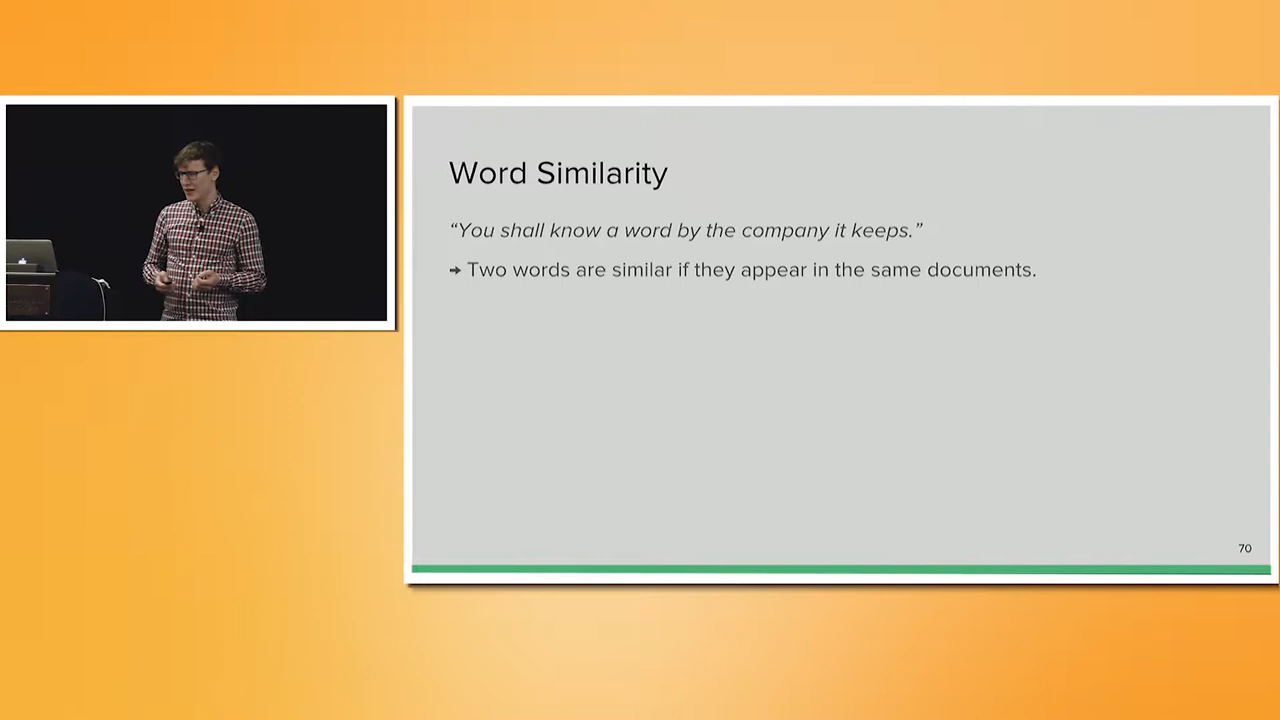 Word Similarity
“You shall know a word by the company it keeps.”
➜ Two words are similar if they appear in the same documents.
70